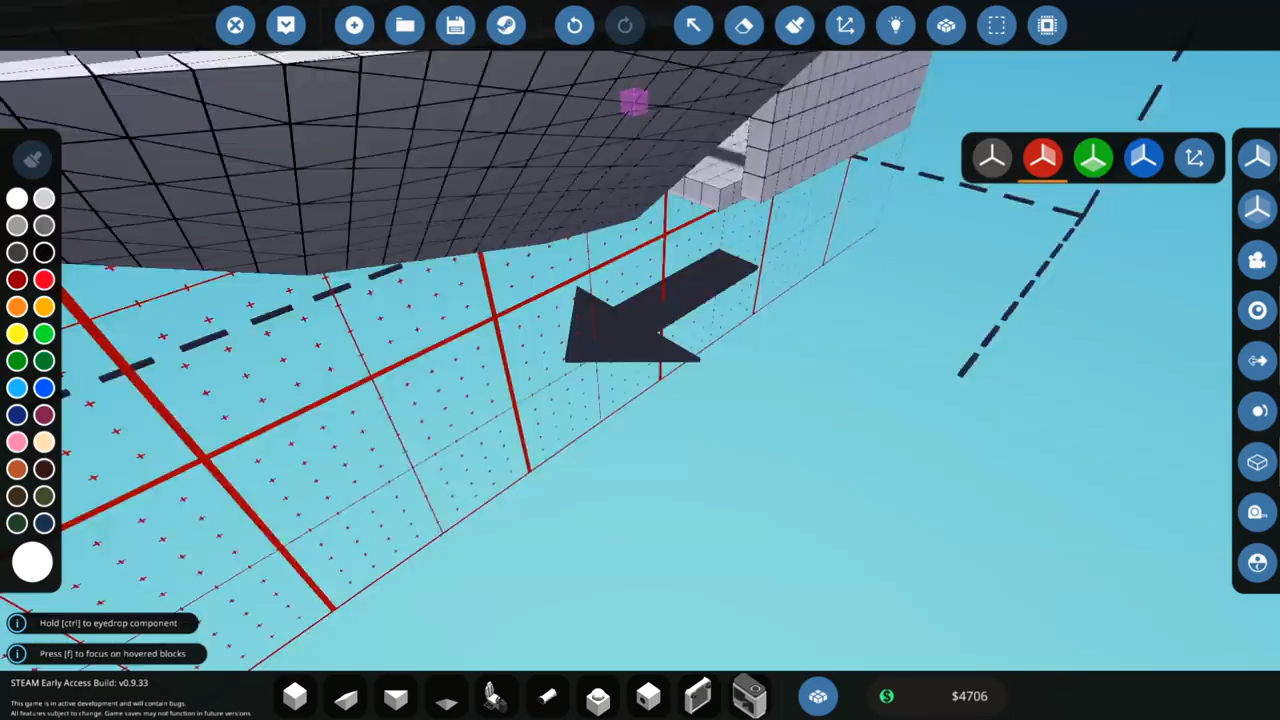 Hold [ctrl] to eyedrop component
Press [f] to focus on hovered blocks
STEAM Early Access Build: v0.9.33
This game is in active development and will contain bugs.
All features subject to change. Game saves may not function in future versions
$4706